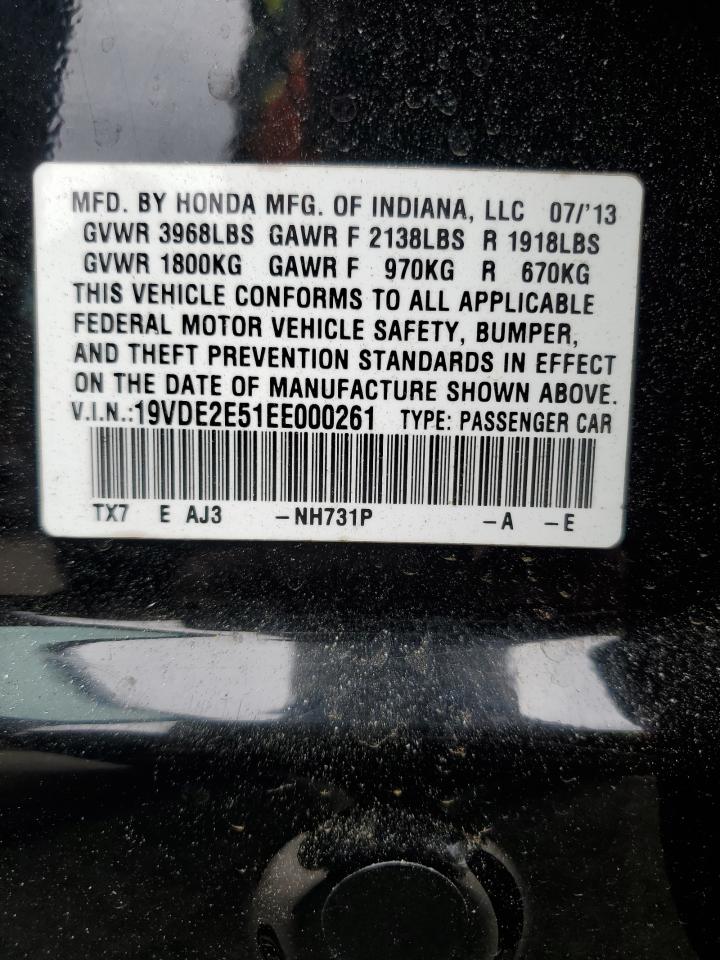 MFD. BY HONDA MFG. OF INDIANA, LLC 07/'13
GVWR 3968LBS GAWR F 2138LBS R 1918LBS
GVWR 1800KG GAWR F 970KG R 670KG
THIS VEHICLE CONFORMS TO ALL APPLICABLE
FEDERAL MOTOR VEHICLE SAFETY, BUMPER,
AND THEFT PREVENTION STANDARDS IN EFFECT
ON THE DATE OF MANUFACTURE SHOWN ABOVE.
V.I.N.:19VDE2E51EE000261 TYPE: PASSENGER CAR
TX7 E AJ3 -NH731P -A -E